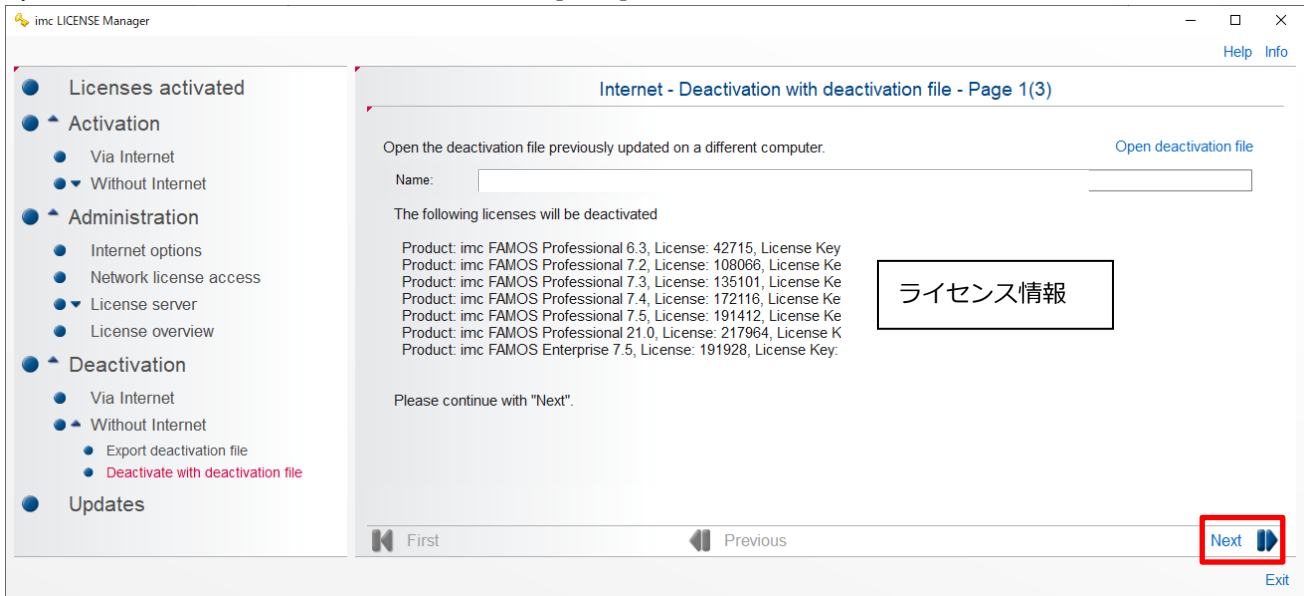 imc LICENSE Manager
Help Info
Licenses activated
Activation
Via Internet
Without Internet
Administration
Internet options
Network license access
License server
License overview
Deactivation
Via Internet
Without Internet
Export deactivation file
Deactivate with deactivation file
Updates
Internet - Deactivation with deactivation file - Page 1(3)
Open the deactivation file previously updated on a different computer.
Open deactivation file
Name:
The following licenses will be deactivated
Product: imc FAMOS Professional 6.3, License: 42715, License Key
Product: imc FAMOS Professional 7.2, License: 108066, License Ke
Product: imc FAMOS Professional 7.3, License: 135101, License Ke
Product: imc FAMOS Professional 7.4, License: 172116, License Ke
Product: imc FAMOS Professional 7.5, License: 191412, License Ke
Product: imc FAMOS Professional 21.0, License: 217964, License K
Product: imc FAMOS Enterprise 7.5, License: 191928, License Key:
ライセンス情報
Please continue with "Next".
First
Previous
Next
Exit